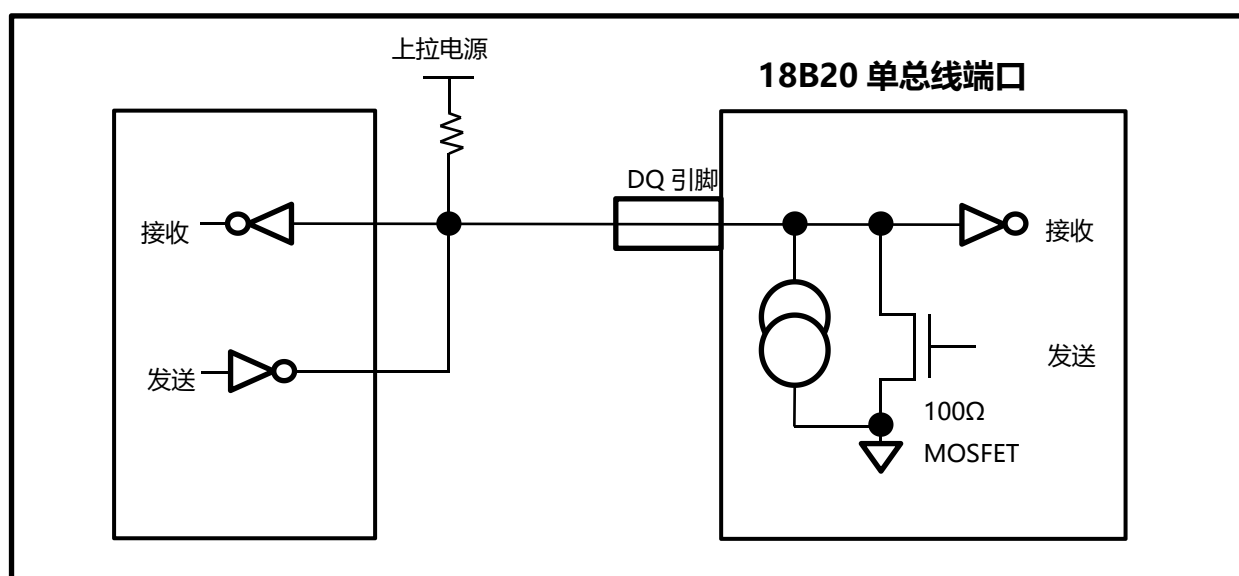 上拉电源
18B20 单总线端口
DQ 引脚
接收
接收
发送
发送
100Ω
MOSFET